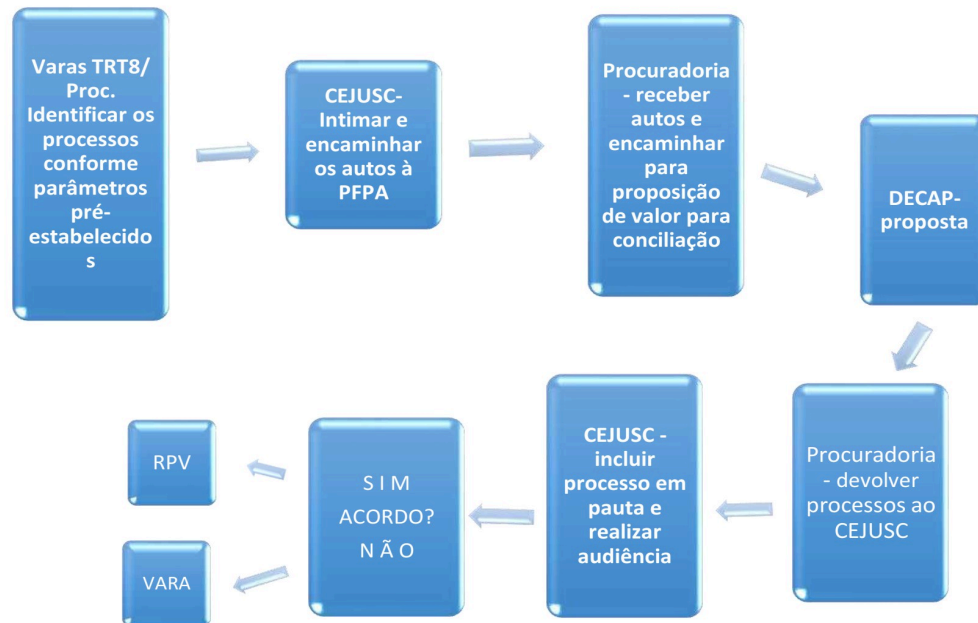 Varas TRT8/
Proc.
Identificar os
processos
conforme
parâmetros
pré-
estabelecido
s
CEJUSC-
Intimar e
encaminhar
os autos à
PFPA
Procuradoria
- receber
autos e
encaminhar
para
proposição
de valor para
conciliação
DECAP-
proposta
Procuradoria
- devolver
processos ao
CEJUSC
CEJUSC -
incluir
processo em
pauta e
realizar
audiência
S I M
ACORDO?
N Ã O
RPV
VARA